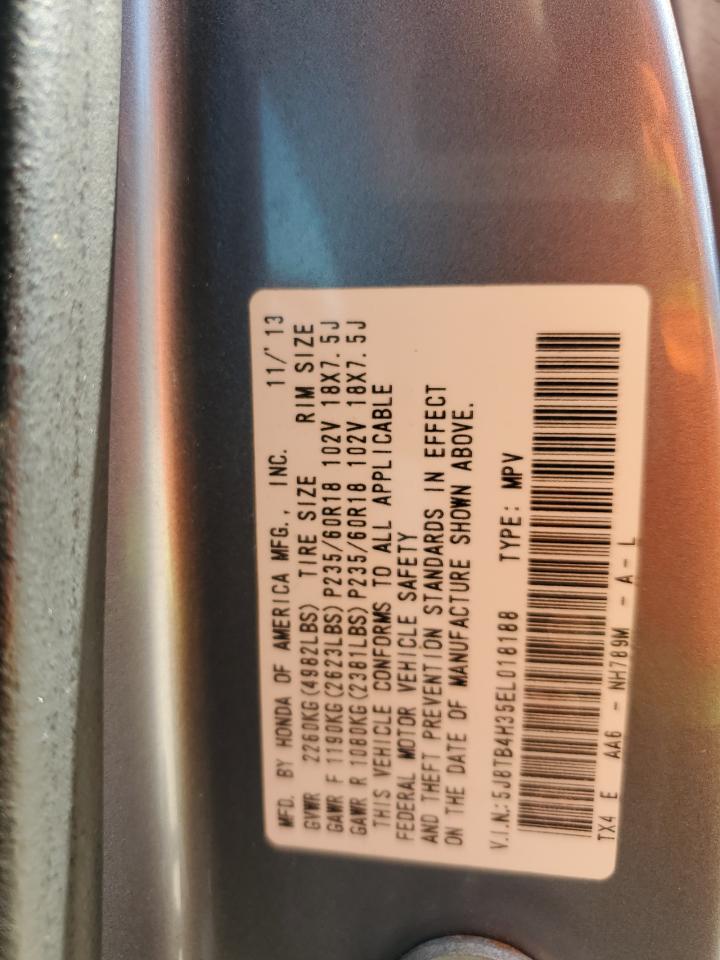 MFD. BY HONDA OF AMERICA MFG., INC. 11/'13
GVWR 2260KG(4982LBS) TIRE SIZE RIM SIZE
GAWR F 1190KG(2623LBS)P235/60R18 102V 18X7.5J
GAWR R 1080KG(2381LBS)P235/60R18 102V 18X7.5J
THIS VEHICLE CONFORMS TO ALL APPLICABLE
FEDERAL MOTOR VEHICLE SAFETY
AND THEFT PREVENTION STANDARDS IN EFFECT
ON THE DATE OF MANUFACTURE SHOWN ABOVE.
V.I.N.: 5J8TB4H35EL018188 TYPE: MPV
TX4 E AA6 - NH789M - A - L